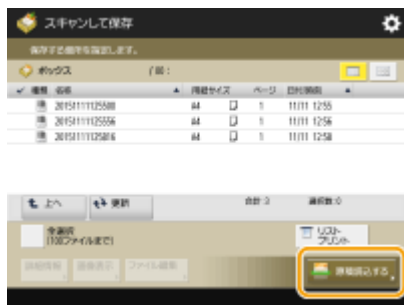 スキャンして保存
保存する場所を指定します。
ボックス /00:
種類 名称 用紙サイズ ページ 日付/時刻
20151111125500 A4 1 11/11 12:55
20151111125556 A4 1 11/11 12:56
20151111125816 A4 1 11/11 12:58
上へ 更新 合計:3 選択数:0
全選択
(100ファイルまで)
リスト
プリント
詳細情報 画像表示 ファイル編集
原稿読込する